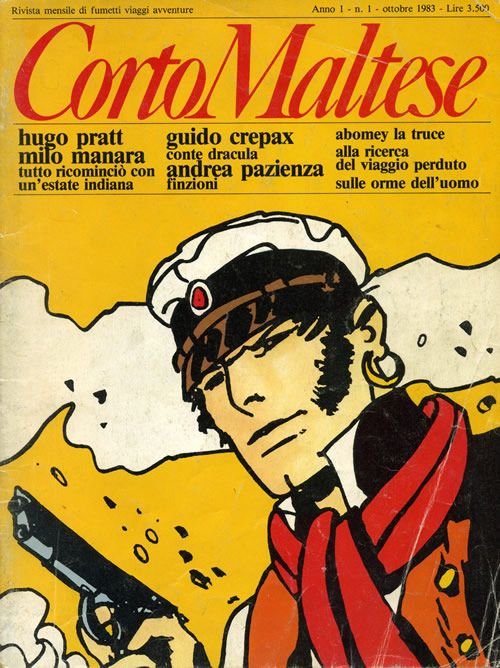 Rivista mensile di fumetti viaggi avventure
Anno 1 - n. 1 - ottobre 1983 - Lire 3.500
Corto Maltese
hugo pratt
milo manara
tutto ricominciò con
un'estate indiana
guido crepax
conte dracula
andrea pazienza
finzioni
abomey la truce
alla ricerca
del viaggio perduto
sulle orme dell'uomo